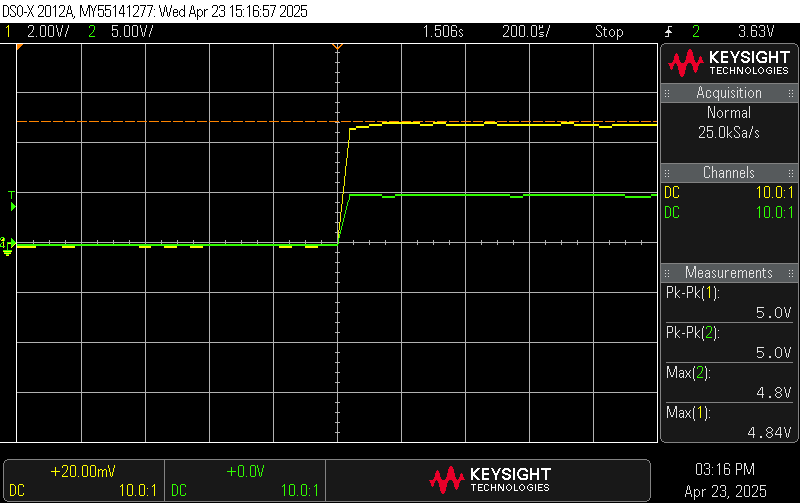 DSO-X 2012A, MY55141277: Wed Apr 23 15:16:57 2025
1 2.00V/ 2 5.00V/ 1.506s 200.0us/ Stop 2 3.63V
KEYSIGHT
TECHNOLOGIES
Acquisition
Normal
25.0kSa/s
Channels
DC 10.0:1
DC 10.0:1
Measurements
Pk-Pk(1):
5.0V
Pk-Pk(2):
5.0V
Max(2):
4.8V
Max(1):
4.84V
T
2
+20.00mV
DC 10.0:1
+0.0V
DC 10.0:1
KEYSIGHT
TECHNOLOGIES
03:16 PM
Apr 23, 2025